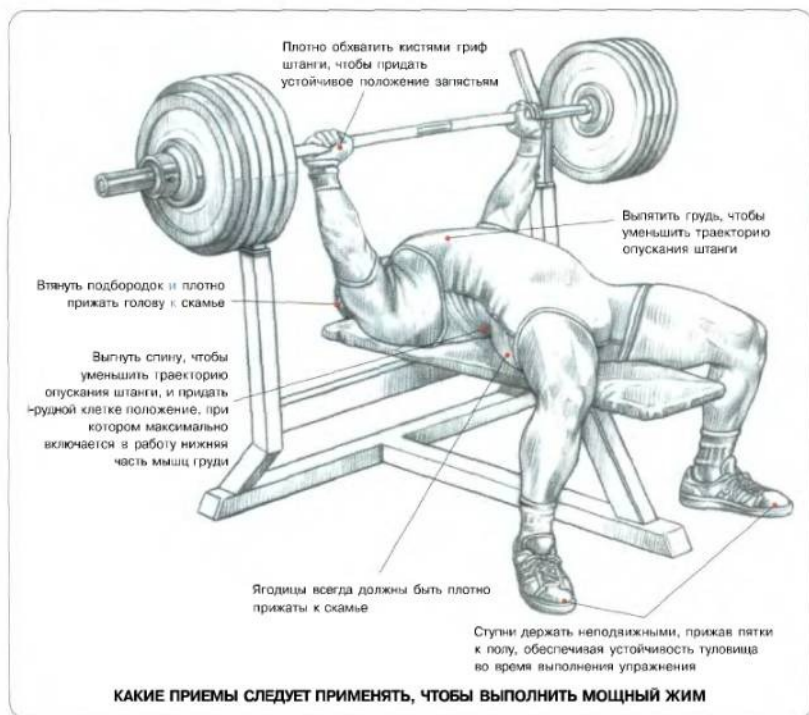 Плотно обхватить кистями гриф
штанги, чтобы придать
устойчивое положение запястьям
Выпятить грудь, чтобы
уменьшить траекторию
опускания штанги
Втянуть подбородок и плотно
прижать голову к скамье
Выгнуть спину, чтобы
уменьшить траекторию
опускания штанги, и придать
грудной клетке положение, при
котором максимально
включается в работу нижняя
часть мышц груди
Ягодицы всегда должны быть плотно
прижаты к скамье
Ступни держать неподвижными, прижав пятки
к полу, обеспечивая устойчивость туловища
во время выполнения упражнения
КАКИЕ ПРИЕМЫ СЛЕДУЕТ ПРИМЕНЯТЬ, ЧТОБЫ ВЫПОЛНИТЬ МОЩНЫЙ ЖИМ